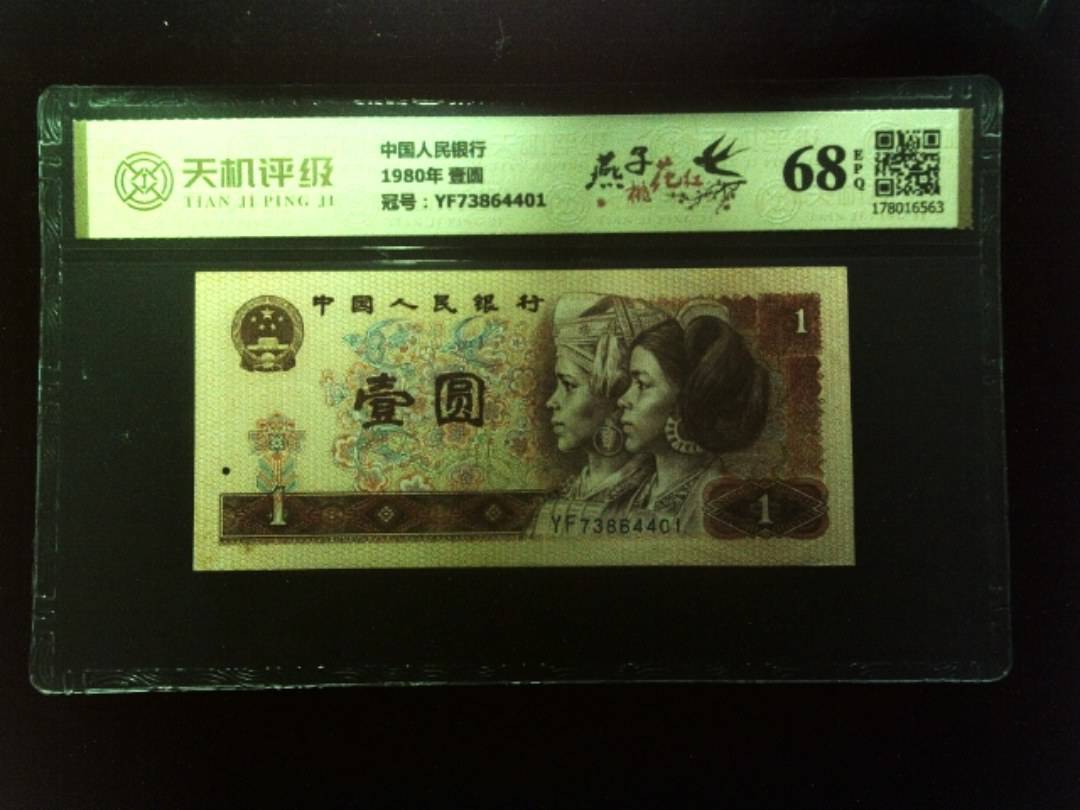 天机评级
TIAN JI PING JI
中国人民银行
1980年 壹圆
冠号：YF73864401
燕子
桃花红
68
EPQ
178016563
中国人民银行
1
壹圆
1
YF73864401
1